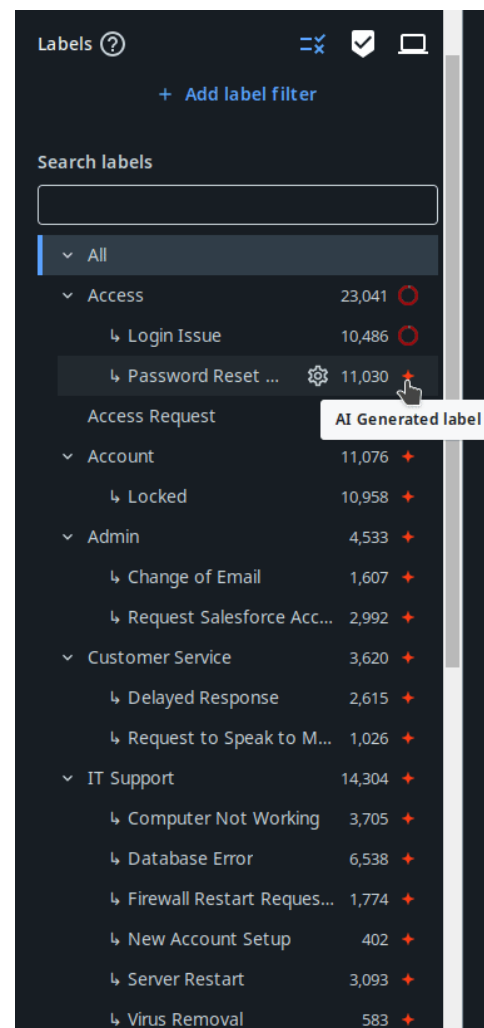 Labels ?
+ Add label filter
Search labels
All
Access 23,041
↳ Login Issue 10,486
↳ Password Reset ... 11,030
Access Request
AI Generated label
Account 11,076
↳ Locked 10,958
Admin 4,533
↳ Change of Email 1,607
↳ Request Salesforce Acc... 2,992
Customer Service 3,620
↳ Delayed Response 2,615
↳ Request to Speak to M... 1,026
IT Support 14,304
↳ Computer Not Working 3,705
↳ Database Error 6,538
↳ Firewall Restart Reques... 1,774
↳ New Account Setup 402
↳ Server Restart 3,093
↳ Virus Removal 583